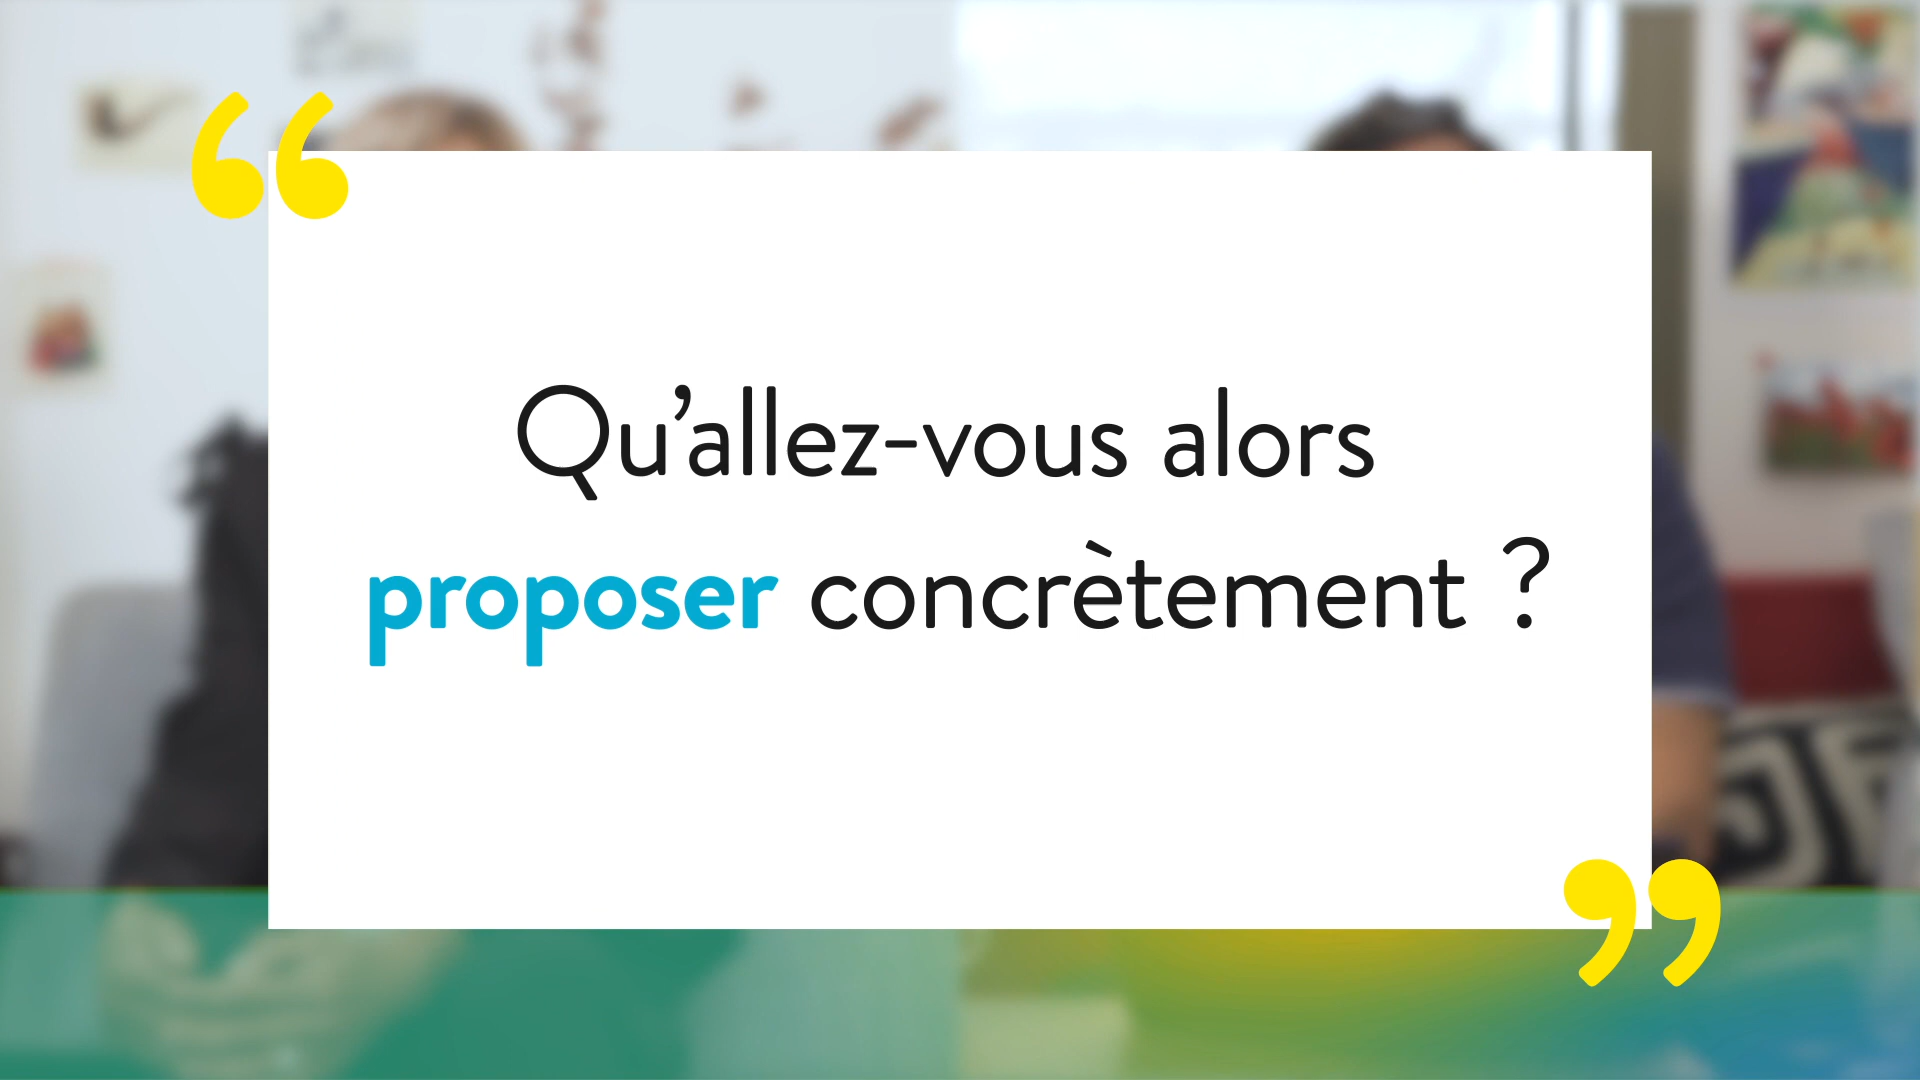 “
Qu’allez-vous alors
proposer concrètement ?
”